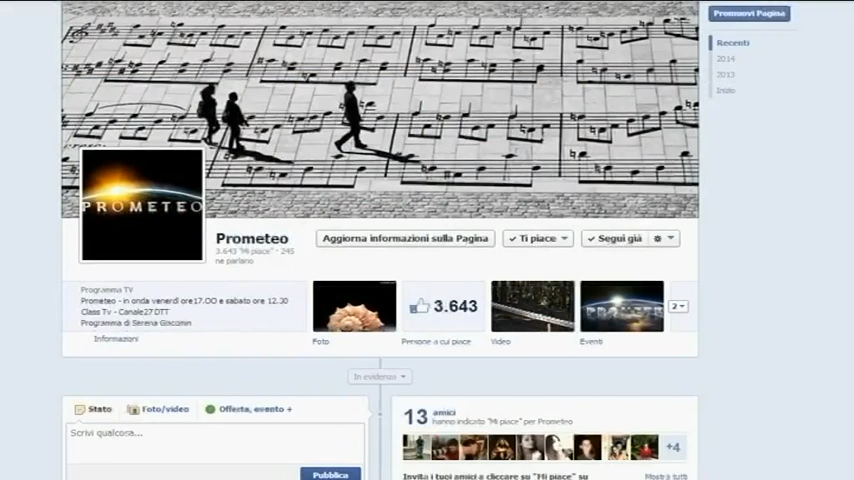 Promuovi Pagina
Recenti
2014
2013
Inizio
PROMETEO
Prometeo
3.643 "Mi piace" · 245
ne parlano
Aggiorna informazioni sulla Pagina
Ti piace
Segui già
Programma TV
Prometeo - in onda venerdì ore17.00 e sabato ore 12.30
Class Tv - Canale27 DTT
Programma di Serena Giacomin
Informazioni
3.643
2
Foto
Persone a cui piace
Video
Eventi
In evidenza
Stato
Foto/video
Offerta, evento +
Scrivi qualcosa...
Pubblica
13 amici
hanno indicato "Mi piace" per Prometeo
+4
Invita i tuoi amici a cliccare su "Mi piace" su
Mostra tutti